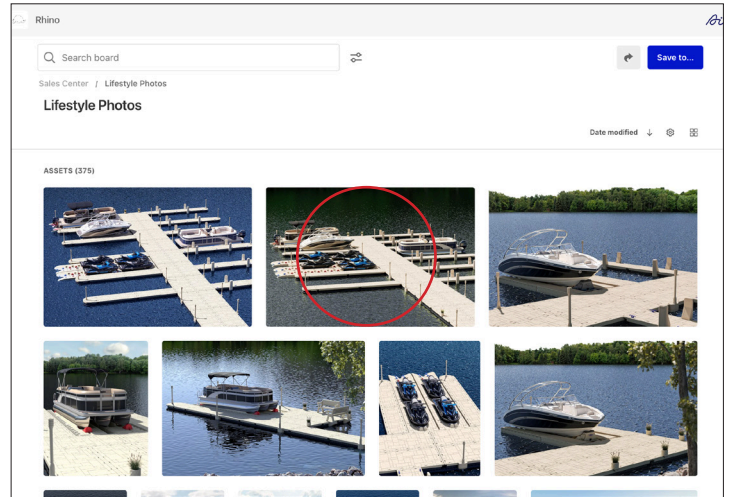 Rhino
Search board
Save to...
Sales Center / Lifestyle Photos
Lifestyle Photos
Date modified ↓
ASSETS (375)